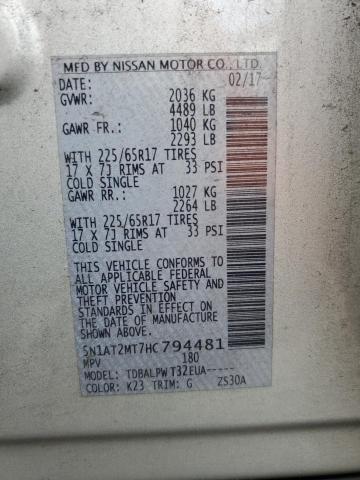 MFD BY NISSAN MOTOR CO., LTD.
DATE: 02/17
GVWR: 2036 KG
4489 LB
GAWR FR.: 1040 KG
2293 LB
WITH 225/65R17 TIRES
17 X 7J RIMS AT 33 PSI
COLD SINGLE
GAWR RR.: 1027 KG
2264 LB
WITH 225/65R17 TIRES
17 X 7J RIMS AT 33 PSI
COLD SINGLE
THIS VEHICLE CONFORMS TO
ALL APPLICABLE FEDERAL
MOTOR VEHICLE SAFETY AND
THEFT PREVENTION
STANDARDS IN EFFECT ON
THE DATE OF MANUFACTURE
SHOWN ABOVE.
5N1AT2MT7HC794481
MPV 180
MODEL: TDBALPW T32EUA-----
COLOR: K23 TRIM: G ZS30A